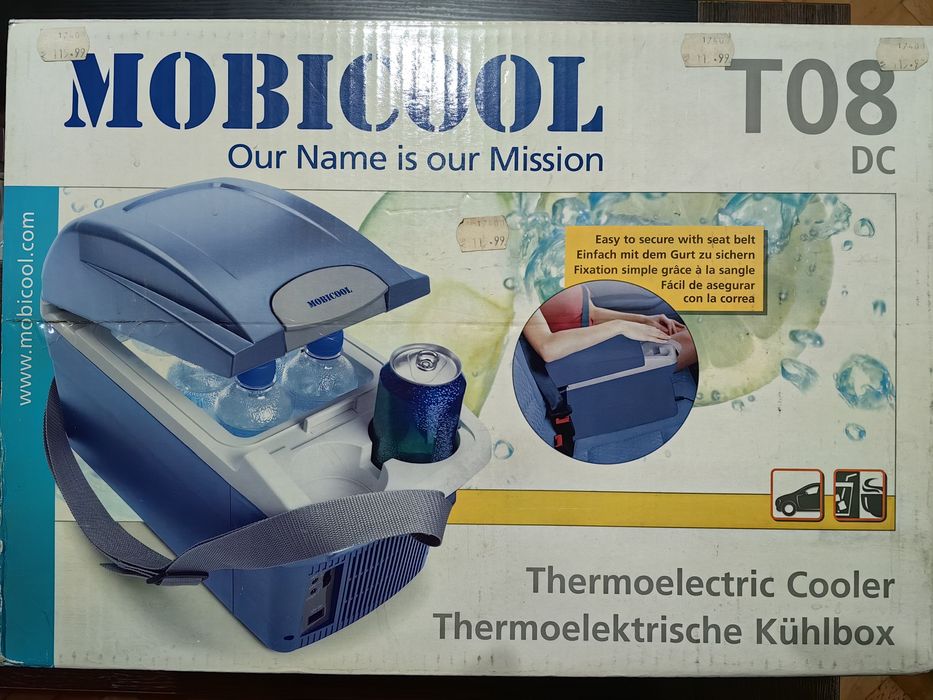 MOBICOOL
Our Name is our Mission
T08
DC
www.mobicool.com
MOBICOOL
Easy to secure with seat belt
Einfach mit dem Gurt zu sichern
Fixation simple grâce à la sangle
Fácil de asegurar
con la correa
Thermoelectric Cooler
Thermoelektrische Kühlbox